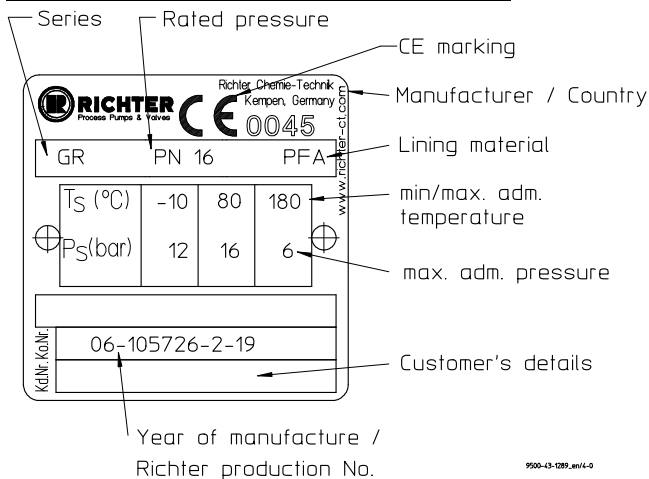 Series
Rated pressure
CE marking
RICHTER
Process Pumps & Valves
CE
Richter Chemie-Technik
Kempen, Germany
0045
www.richter-ct.com
Manufacturer / Country
GR PN 16 PFA
Lining material
TS (°C) -10 80 180
min/max. adm.
temperature
PS(bar) 12 16 6
max. adm. pressure
Kd.Nr. Ko.Nr.
06-105726-2-19
Customer's details
Year of manufacture /
Richter production No.
9500-43-1289_en/4-0